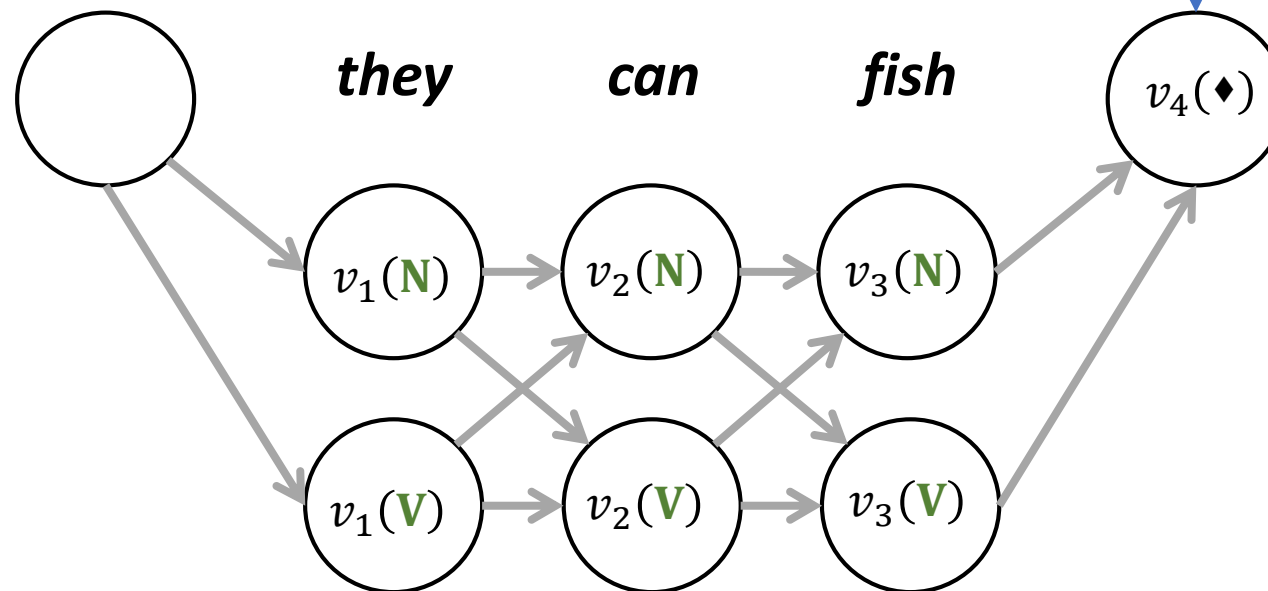 they can fish
v₄(♦)
v₁(N) v₂(N) v₃(N)
v₁(V) v₂(V) v₃(V)